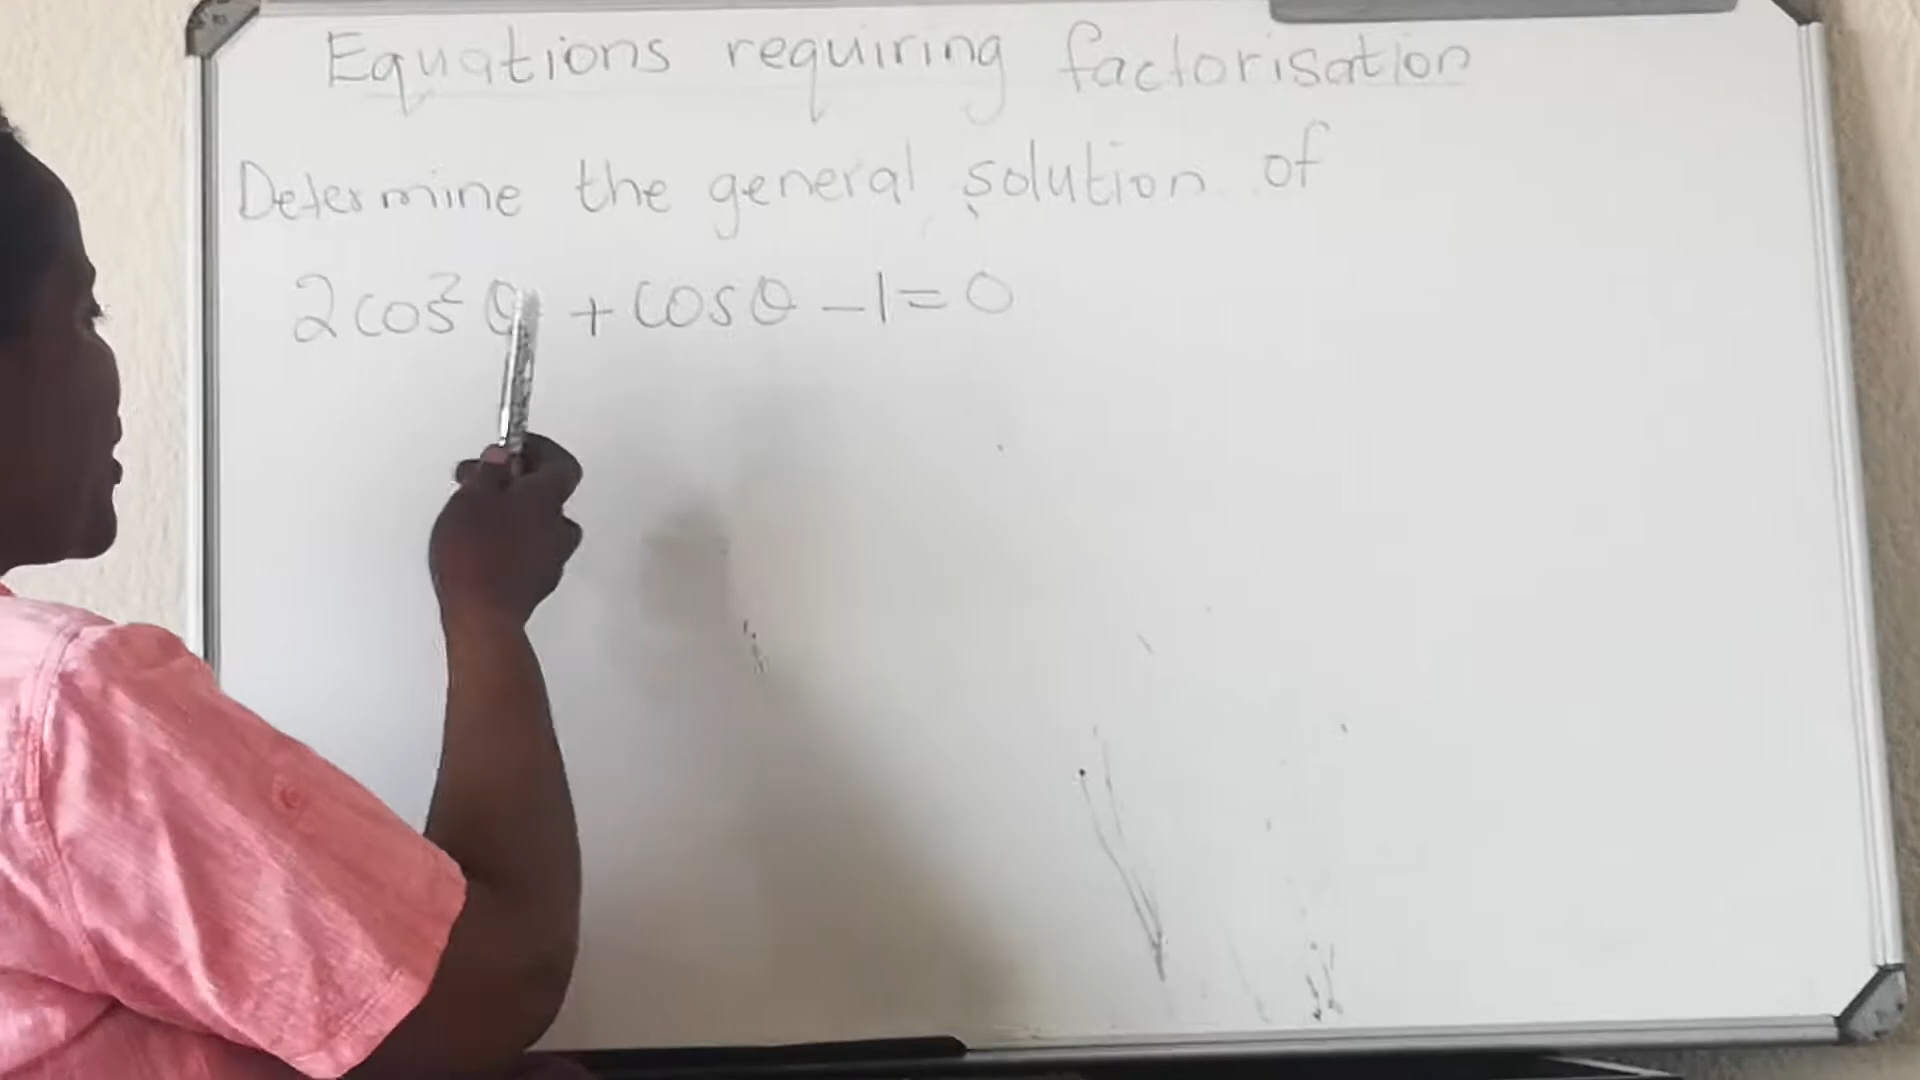 Equations requiring factorisation
Determine the general solution of
2cos²θ + cosθ - 1 = 0